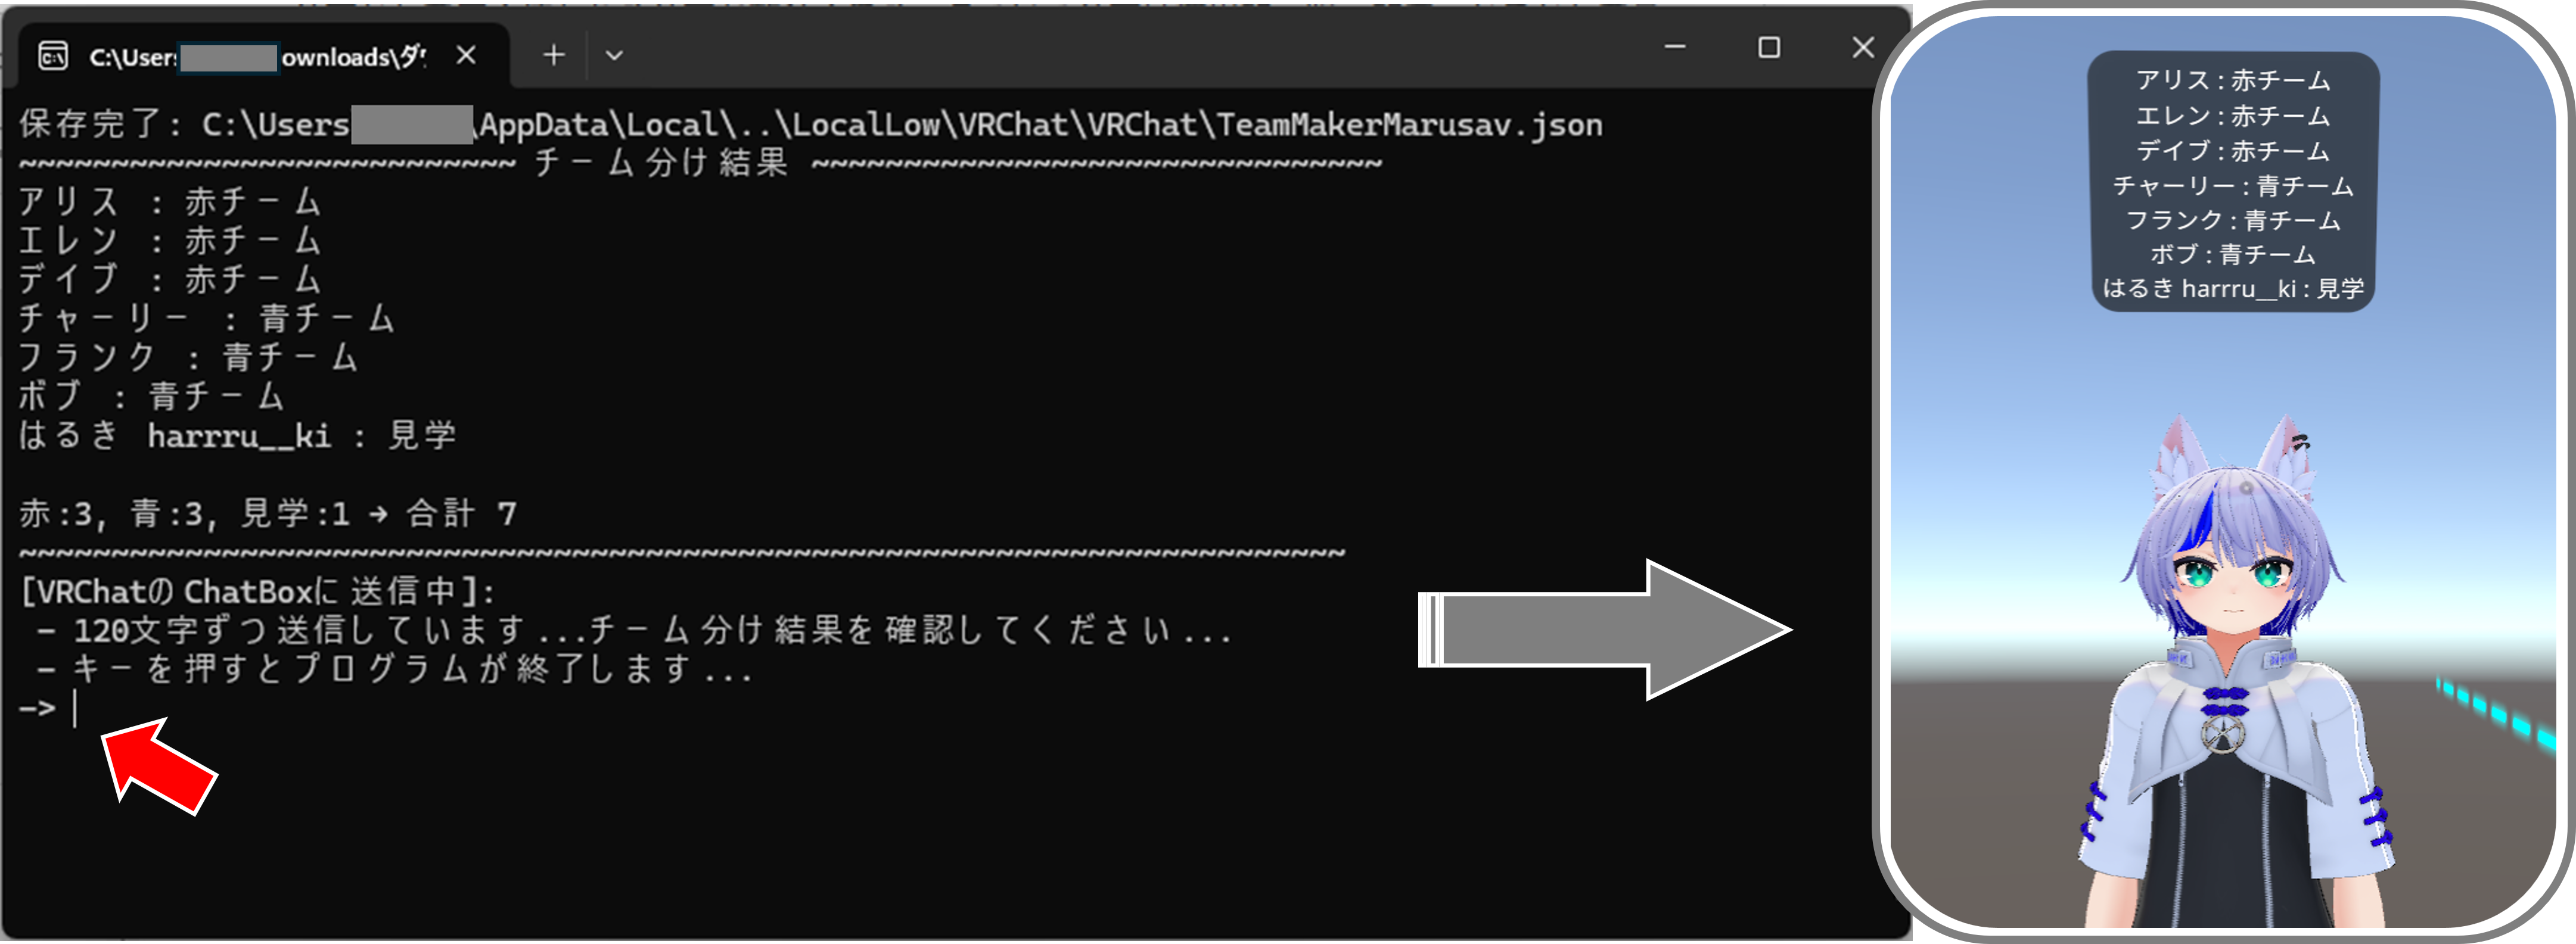 C:\Users ownloads\ダ
保存完了: C:\Users \AppData\Local\..\LocalLow\VRChat\VRChat\TeamMakerMarusav.json
~~~~~~~~~~~~~~~~~~~~~~~~~~~ チーム分け結果 ~~~~~~~~~~~~~~~~~~~~~~~~~~~~~~~
アリス : 赤チーム
エレン : 赤チーム
デイブ : 赤チーム
チャーリー : 青チーム
フランク : 青チーム
ボブ : 青チーム
はるき harrru__ki : 見学
赤:3, 青:3, 見学:1 → 合計 7
~~~~~~~~~~~~~~~~~~~~~~~~~~~~~~~~~~~~~~~~~~~~~~~~~~~~~~~~~~~~~~~~~~~~~~~~
[VRChatの ChatBoxに送信中]:
- 120文字ずつ送信しています...チーム分け結果を確認してください...
- キーを押すとプログラムが終了します...
->
アリス : 赤チーム
エレン : 赤チーム
デイブ : 赤チーム
チャーリー : 青チーム
フランク : 青チーム
ボブ : 青チーム
はるき harrru__ki : 見学